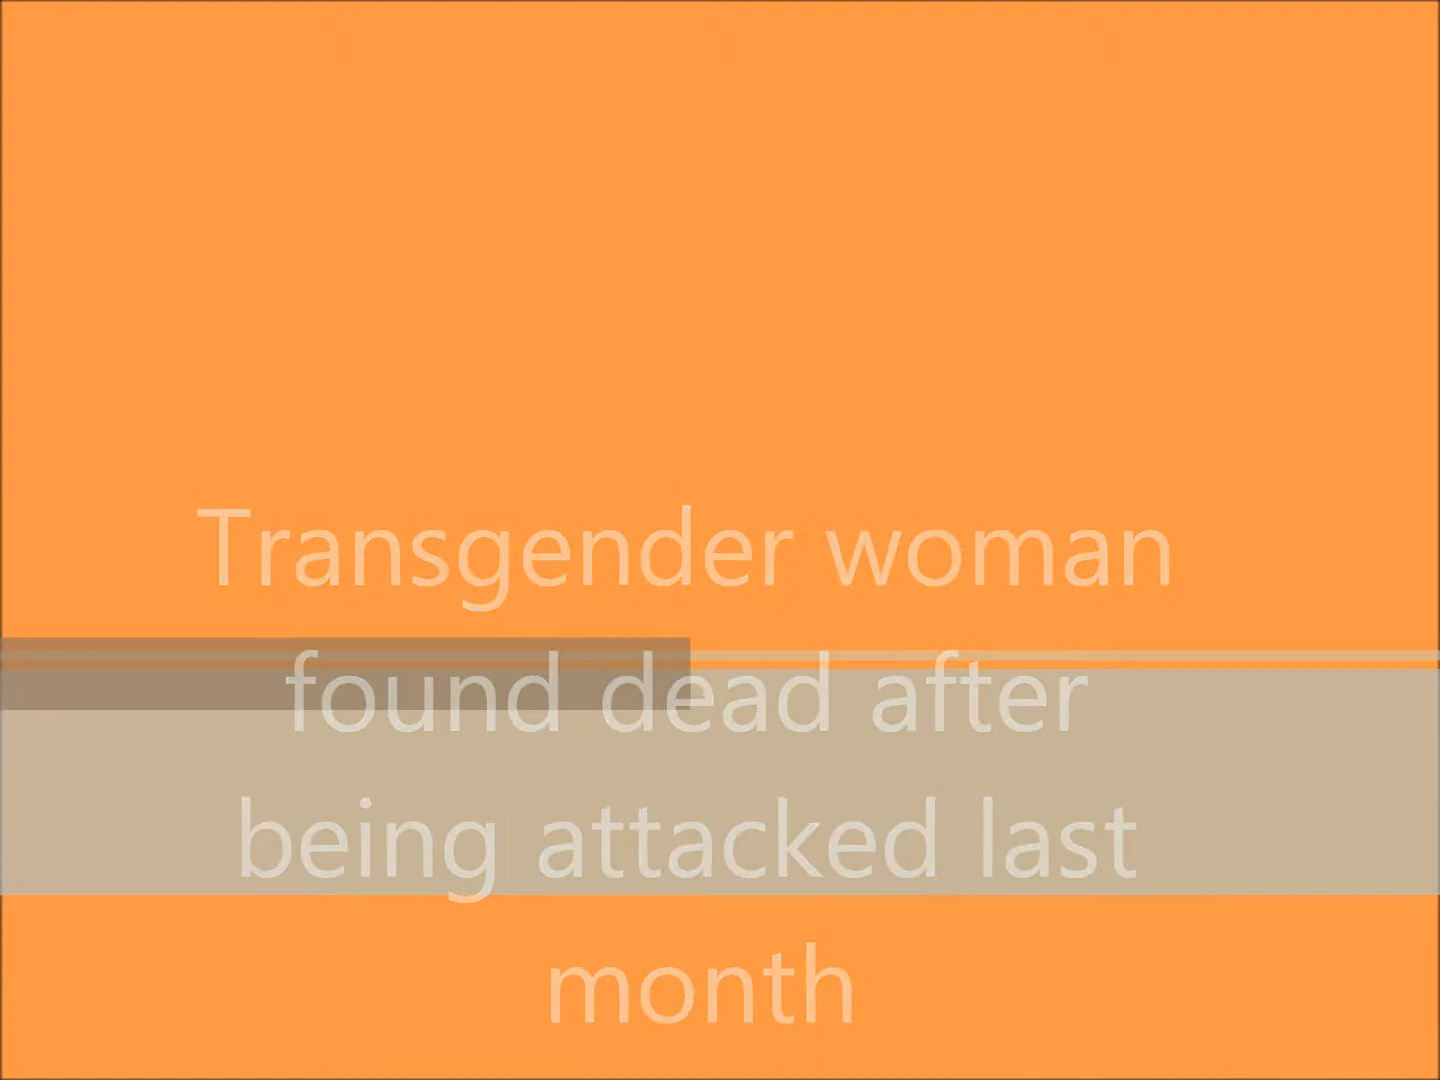 Transgender woman
found dead after
being attacked last
month